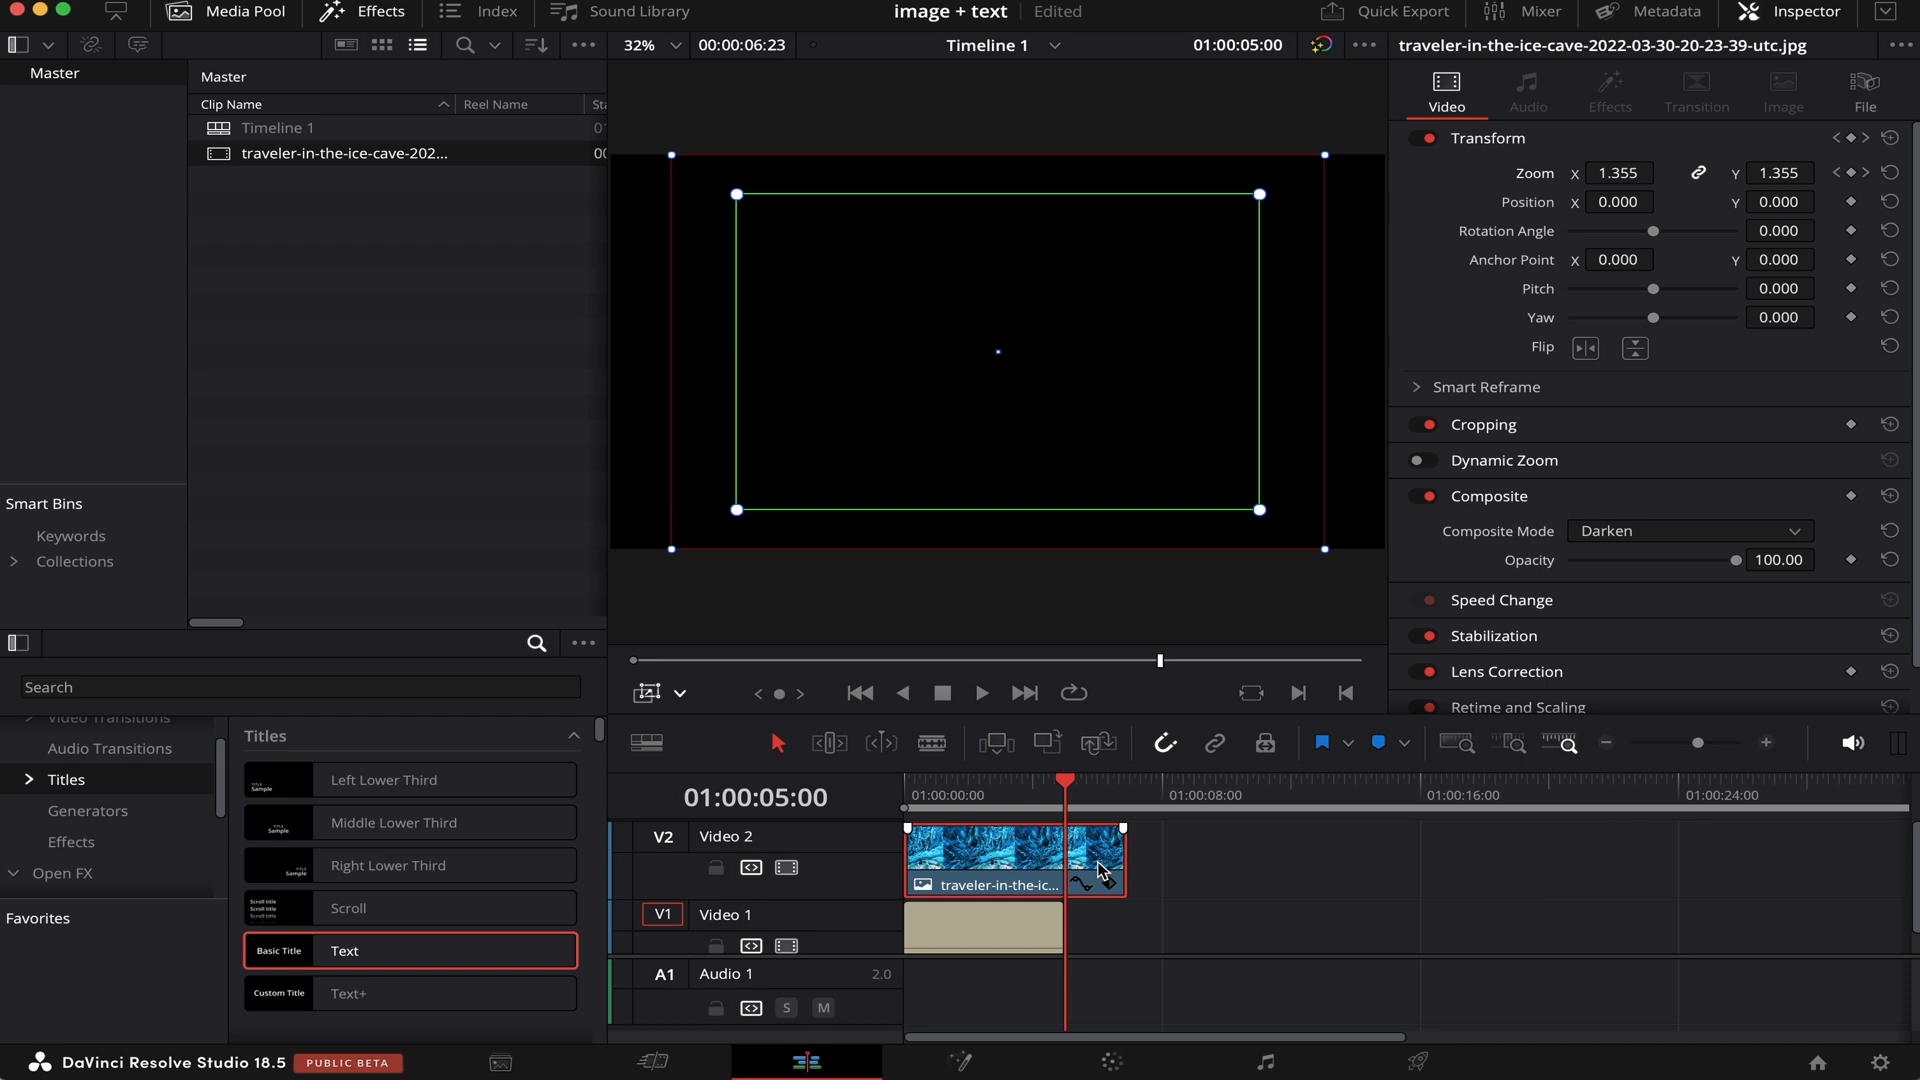 Media Pool
Effects
Index
Sound Library
image + text
Edited
Quick Export
Mixer
Metadata
Inspector
32%
00:00:06:23
Timeline 1
01:00:05:00
traveler-in-the-ice-cave-2022-03-30-20-23-39-utc.jpg
Master
Master
Clip Name
Reel Name
Timeline 1
traveler-in-the-ice-cave-202...
Video
Audio
Effects
Transition
Image
File
Transform
Zoom X 1.355 Y 1.355
Position X 0.000 Y 0.000
Rotation Angle 0.000
Anchor Point X 0.000 Y 0.000
Pitch 0.000
Yaw 0.000
Flip
Smart Reframe
Cropping
Dynamic Zoom
Composite
Composite Mode Darken
Opacity 100.00
Speed Change
Stabilization
Lens Correction
Retime and Scaling
Smart Bins
Keywords
Collections
Search
Video Transitions
Audio Transitions
Titles
Generators
Effects
Open FX
Favorites
Titles
Left Lower Third
Middle Lower Third
Right Lower Third
Scroll
Basic Title Text
Custom Title Text+
01:00:05:00
01:00:00:00
01:00:08:00
01:00:16:00
01:00:24:00
V2 Video 2
traveler-in-the-ic...
V1 Video 1
A1 Audio 1 2.0
S M
DaVinci Resolve Studio 18.5 PUBLIC BETA